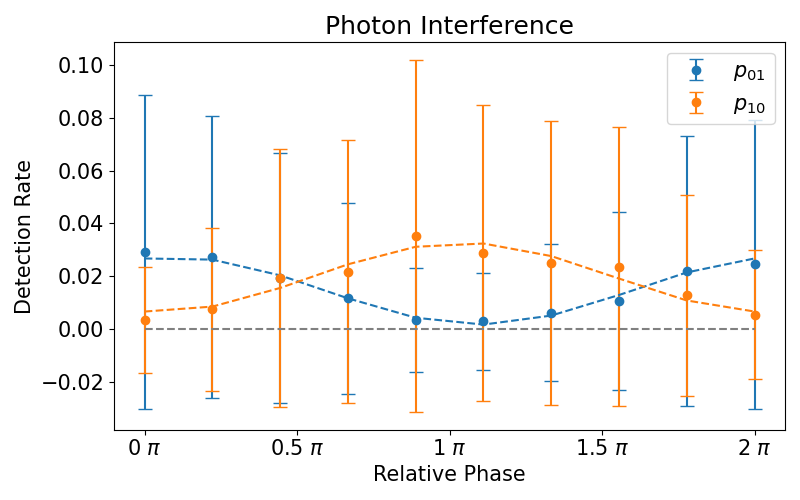 Photon Interference
Detection Rate
0.10
0.08
0.06
0.04
0.02
0.00
−0.02
p01
p10
0 π
0.5 π
1 π
1.5 π
2 π
Relative Phase